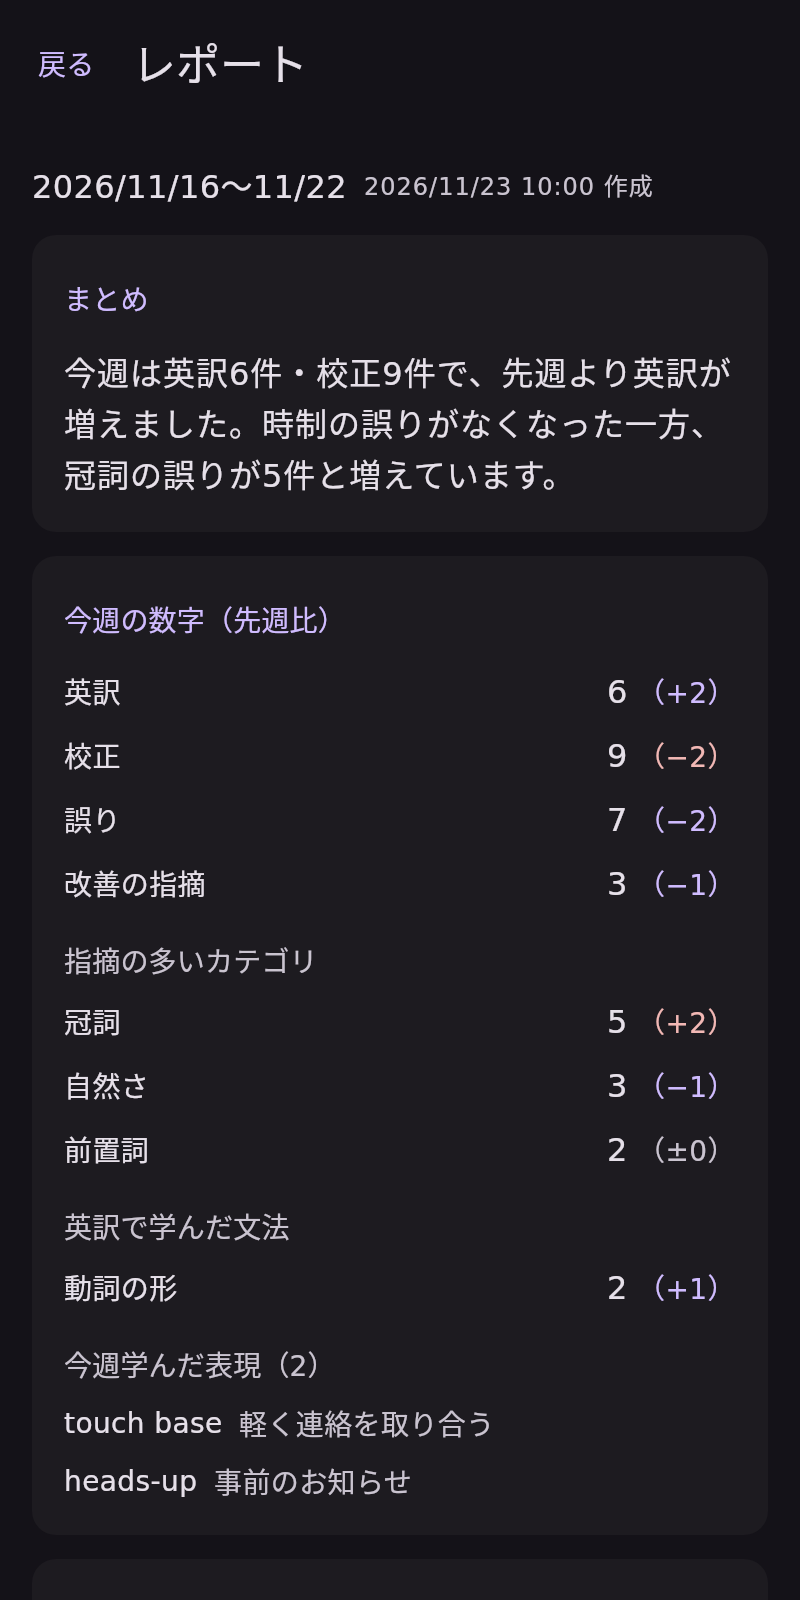 戻る レポート
2026/11/16〜11/22 2026/11/23 10:00 作成
まとめ
今週は英訳6件・校正9件で、先週より英訳が
増えました。時制の誤りがなくなった一方、
冠詞の誤りが5件と増えています。
今週の数字（先週比）
英訳 6（+2）
校正 9（−2）
誤り 7（−2）
改善の指摘 3（−1）
指摘の多いカテゴリ
冠詞 5（+2）
自然さ 3（−1）
前置詞 2（±0）
英訳で学んだ文法
動詞の形 2（+1）
今週学んだ表現（2）
touch base 軽く連絡を取り合う
heads-up 事前のお知らせ